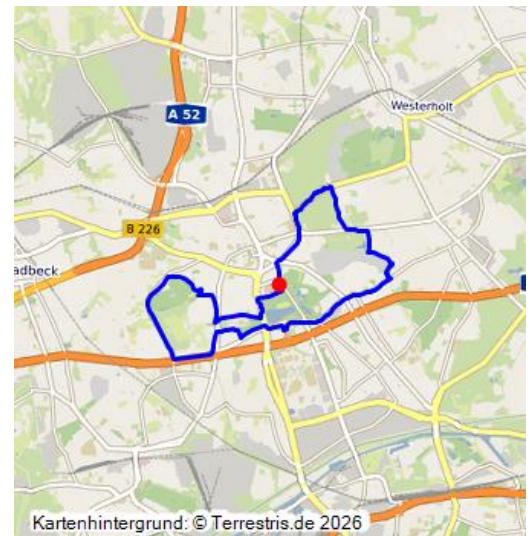 Westerholt
A 52
B 226
adbeck
Kartenhintergrund: © Terrestris.de 2026